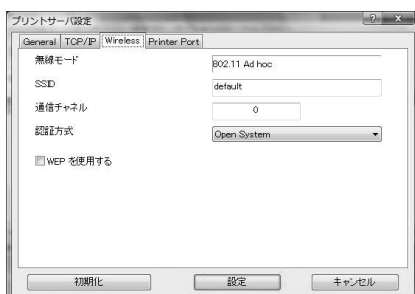 プリントサーバ設定
General TCP/IP Wireless Printer Port
無線モード 802.11 Ad hoc
SSID default
通信チャネル 0
認証方式 Open System
WEP を使用する
初期化 設定 キャンセル